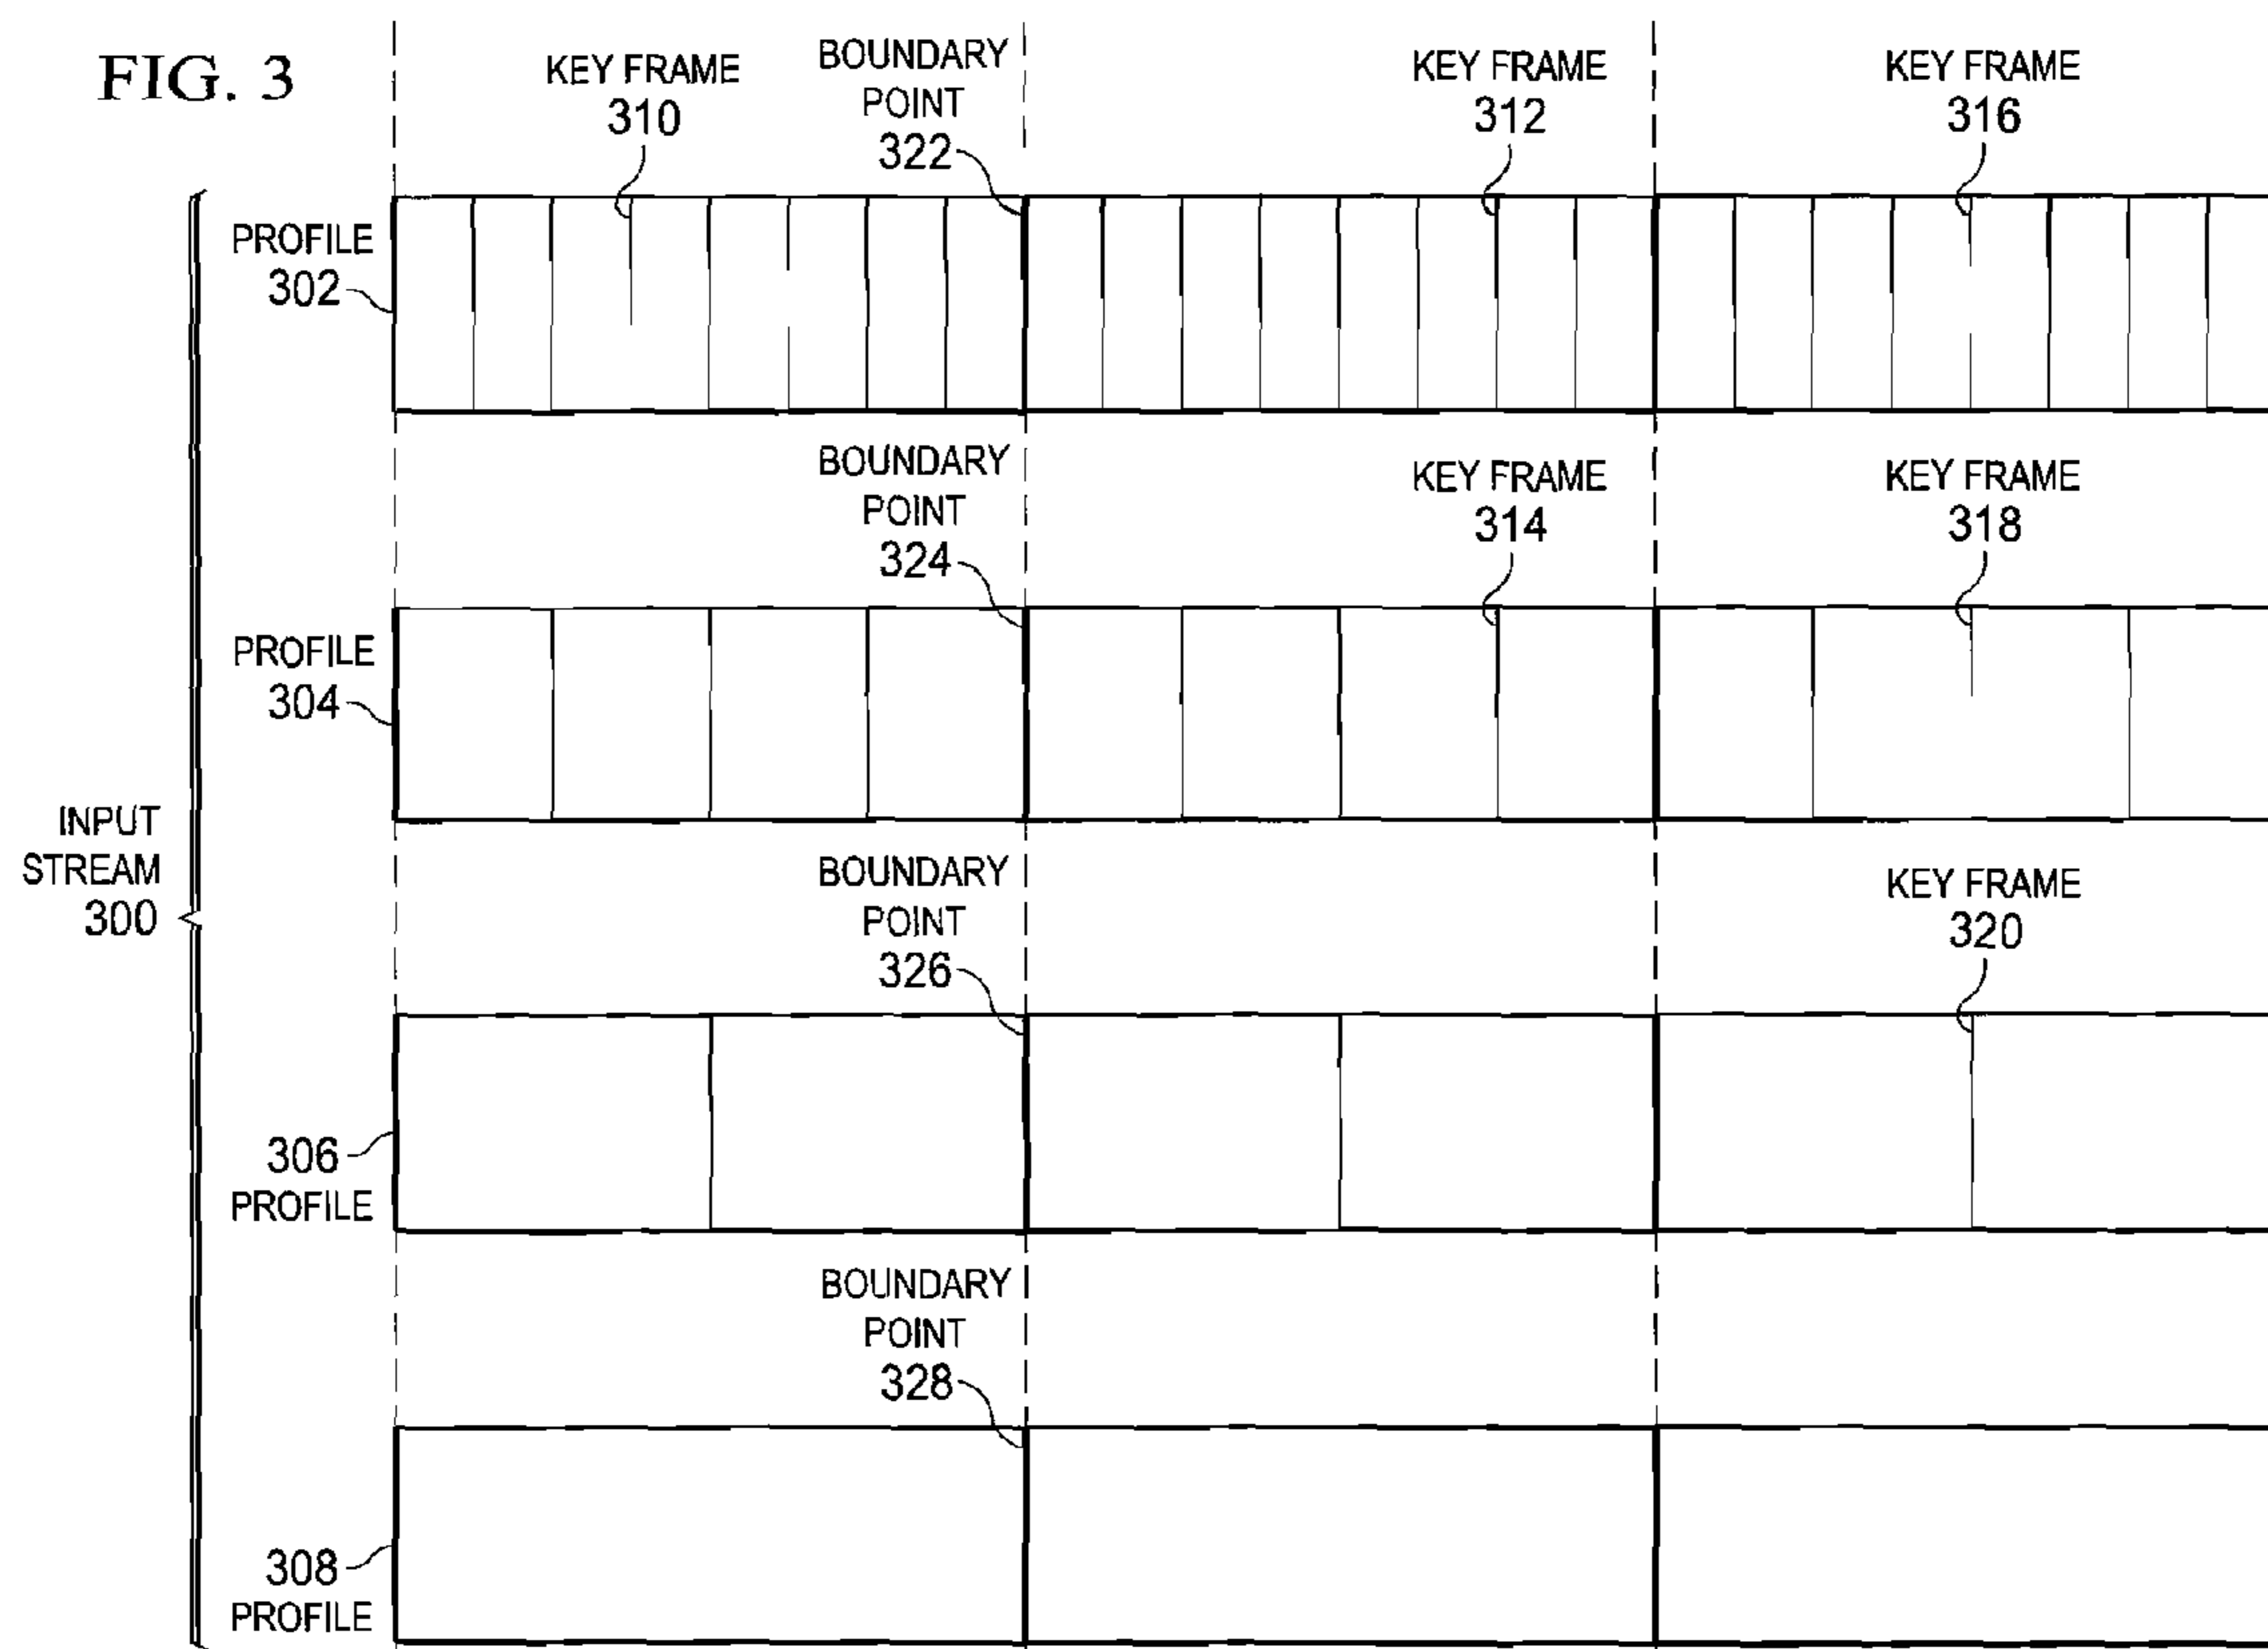 FIG. 3
KEY FRAME
310
BOUNDARY
POINT
322
KEY FRAME
312
KEY FRAME
316
PROFILE
302
BOUNDARY
POINT
324
KEY FRAME
314
KEY FRAME
318
PROFILE
304
INPUT
STREAM
300
BOUNDARY
POINT
326
KEY FRAME
320
306
PROFILE
BOUNDARY
POINT
328
308
PROFILE